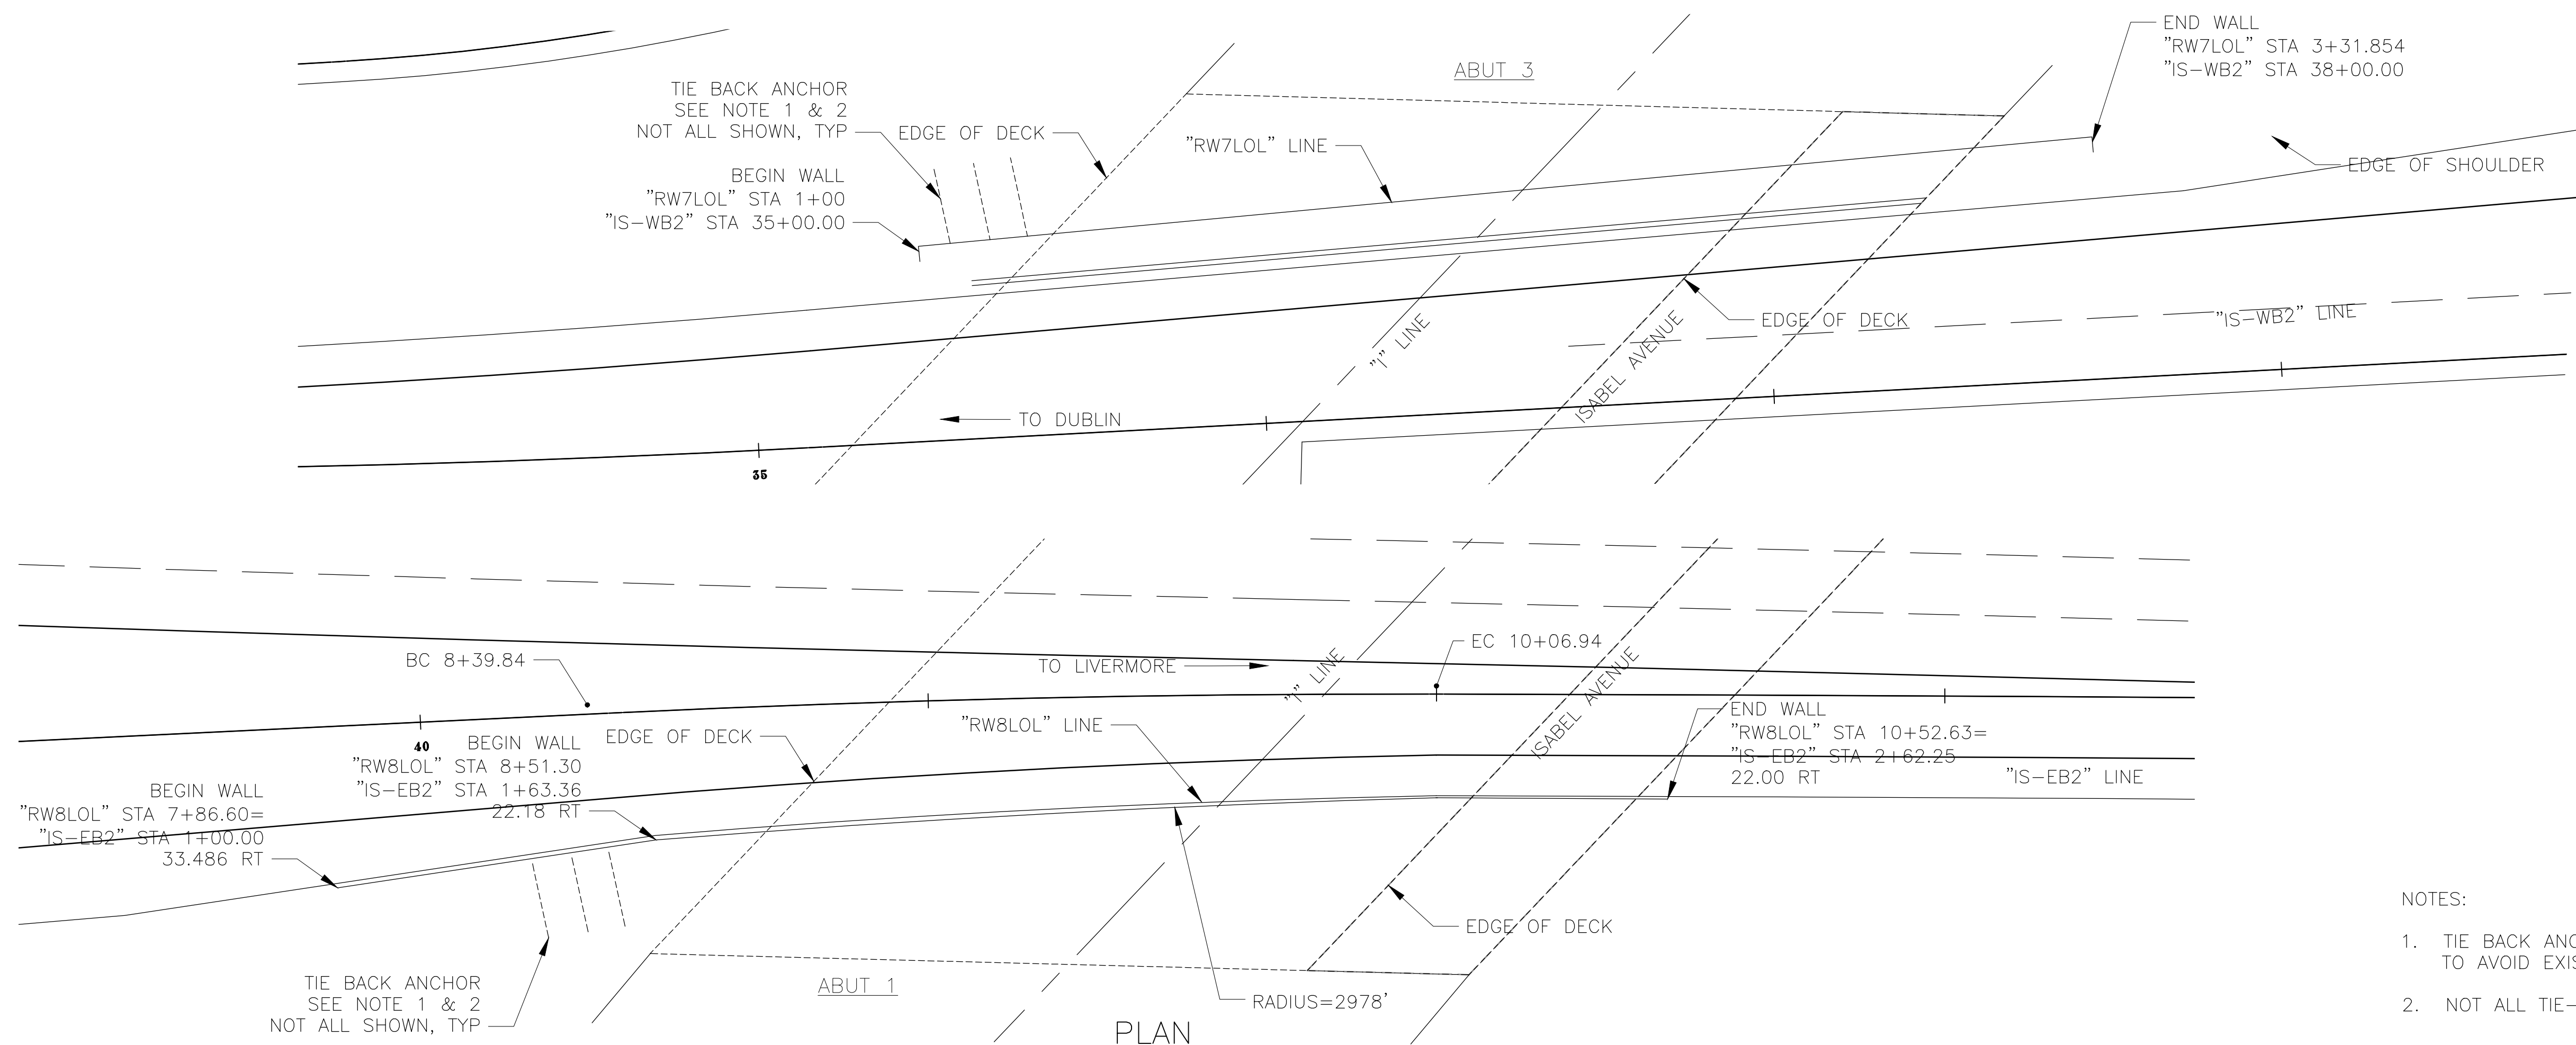 END WALL
"RW7LOL" STA 3+31.854
"IS-WB2" STA 38+00.00
ABUT 3
TIE BACK ANCHOR
SEE NOTE 1 & 2
NOT ALL SHOWN, TYP
EDGE OF DECK
"RW7LOL" LINE
EDGE OF SHOULDER
BEGIN WALL
"RW7LOL" STA 1+00
"IS-WB2" STA 35+00.00
"I" LINE
ISABEL AVENUE
EDGE OF DECK
"IS-WB2" LINE
TO DUBLIN
35
BC 8+39.84
TO LIVERMORE
"I" LINE
EC 10+06.94
ISABEL AVENUE
40
BEGIN WALL
"RW8LOL" STA 8+51.30
"IS-EB2" STA 1+63.36
22.18 RT
EDGE OF DECK
"RW8LOL" LINE
END WALL
"RW8LOL" STA 10+52.63=
"IS-EB2" STA 2+62.25
22.00 RT
"IS-EB2" LINE
BEGIN WALL
"RW8LOL" STA 7+86.60=
"IS-EB2" STA 1+00.00
33.486 RT
EDGE OF DECK
TIE BACK ANCHOR
SEE NOTE 1 & 2
NOT ALL SHOWN, TYP
ABUT 1
RADIUS=2978'
PLAN
NOTES:
1. TIE BACK ANC
TO AVOID EXIS
2. NOT ALL TIE-